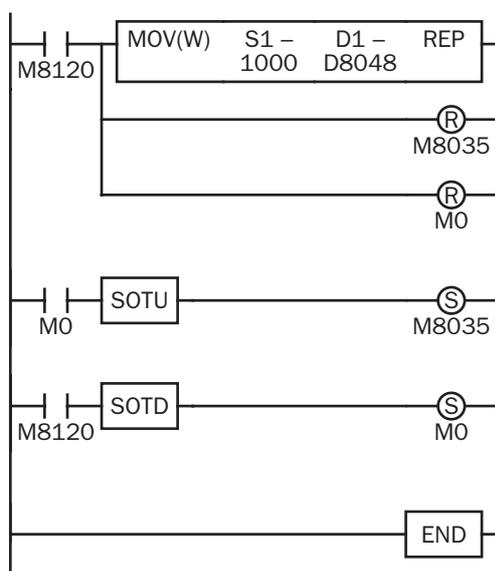 MOV(W) S1 – D1 – REP
1000 D8048
M8120
R
M8035
R
M0
SOTU S
M0 M8035
SOTD S
M8120 M0
END